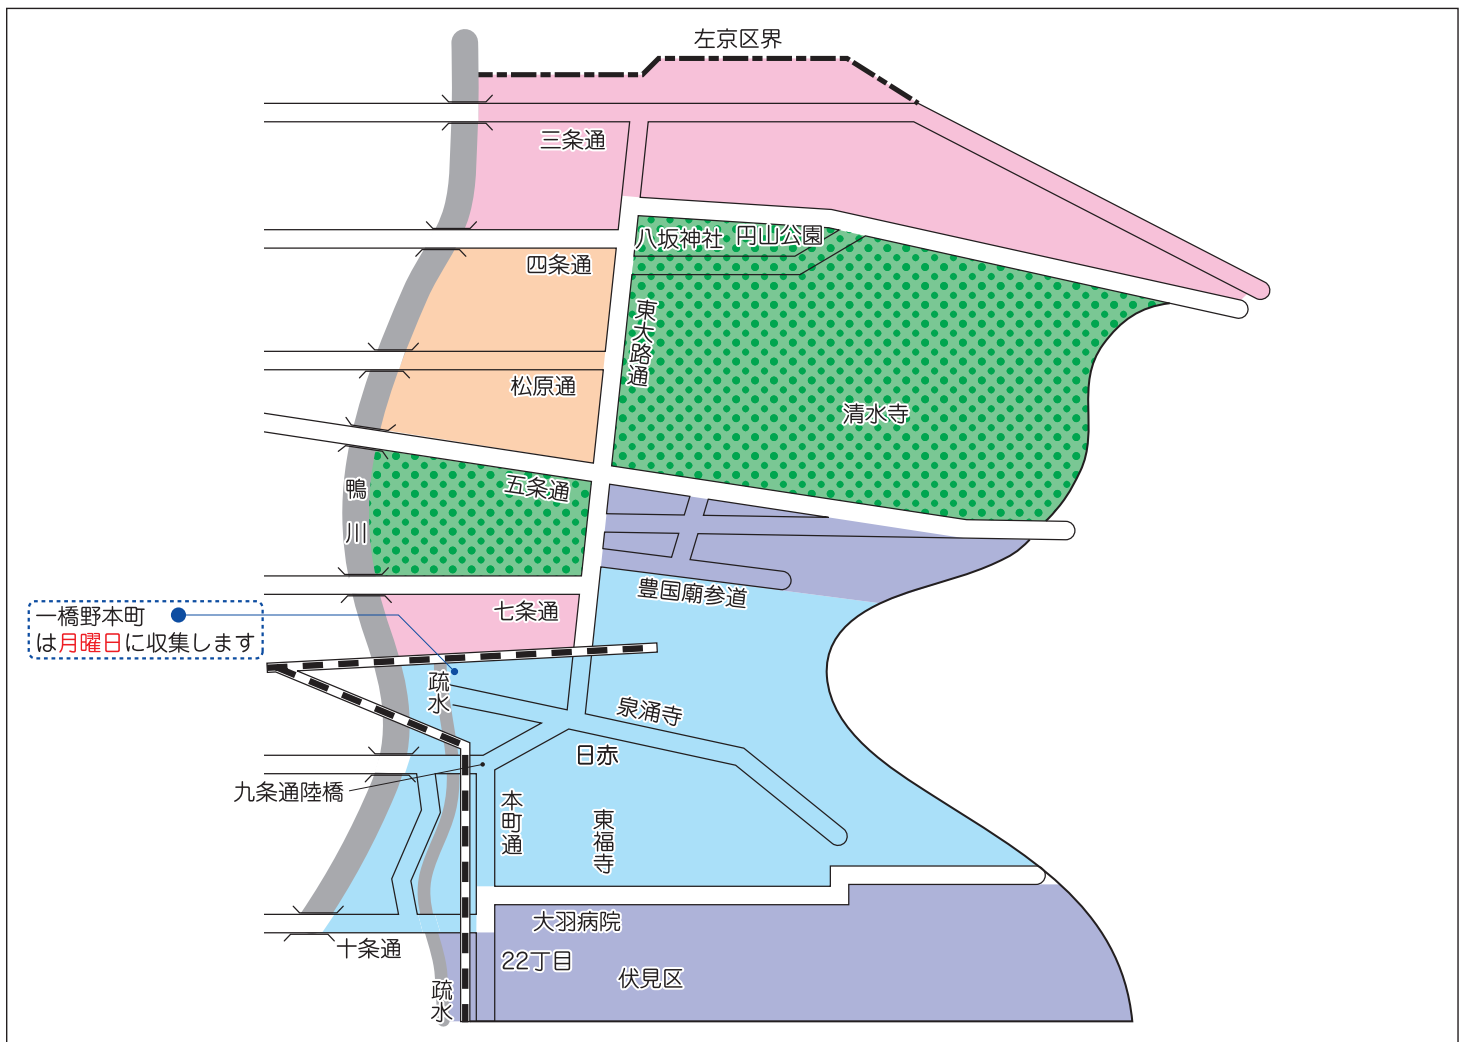 左京区界
三条通
八坂神社
円山公園
四条通
東大路通
松原通
清水寺
五条通
鴨川
豊国廟参道
七条通
一橋野本町
は月曜日に収集します
疏水
泉涌寺
日赤
九条通陸橋
本町通
東福寺
大羽病院
十条通
22丁目
伏見区
疏水